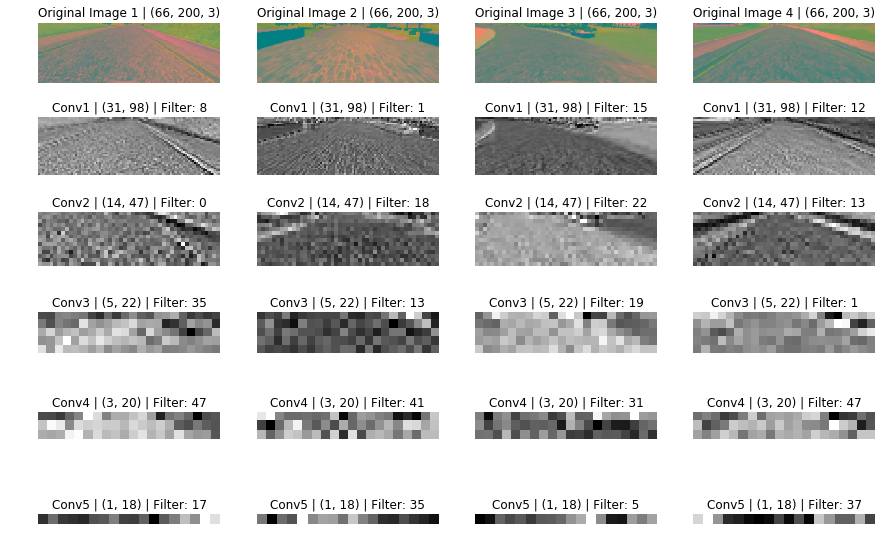 Original Image 1 | (66, 200, 3)
Original Image 2 | (66, 200, 3)
Original Image 3 | (66, 200, 3)
Original Image 4 | (66, 200, 3)
Conv1 | (31, 98) | Filter: 8
Conv1 | (31, 98) | Filter: 1
Conv1 | (31, 98) | Filter: 15
Conv1 | (31, 98) | Filter: 12
Conv2 | (14, 47) | Filter: 0
Conv2 | (14, 47) | Filter: 18
Conv2 | (14, 47) | Filter: 22
Conv2 | (14, 47) | Filter: 13
Conv3 | (5, 22) | Filter: 35
Conv3 | (5, 22) | Filter: 13
Conv3 | (5, 22) | Filter: 19
Conv3 | (5, 22) | Filter: 1
Conv4 | (3, 20) | Filter: 47
Conv4 | (3, 20) | Filter: 41
Conv4 | (3, 20) | Filter: 31
Conv4 | (3, 20) | Filter: 47
Conv5 | (1, 18) | Filter: 17
Conv5 | (1, 18) | Filter: 35
Conv5 | (1, 18) | Filter: 5
Conv5 | (1, 18) | Filter: 37